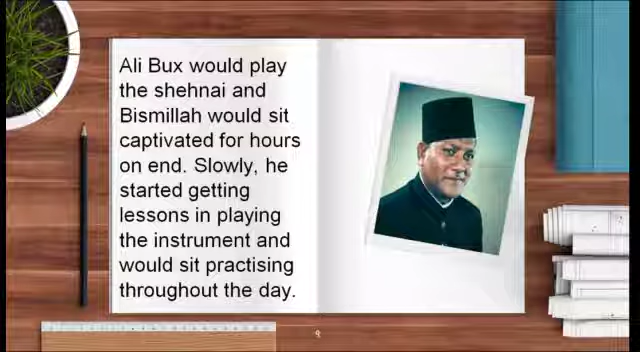 Ali Bux would play
the shehnai and
Bismillah would sit
captivated for hours
on end. Slowly, he
started getting
lessons in playing
the instrument and
would sit practising
throughout the day.